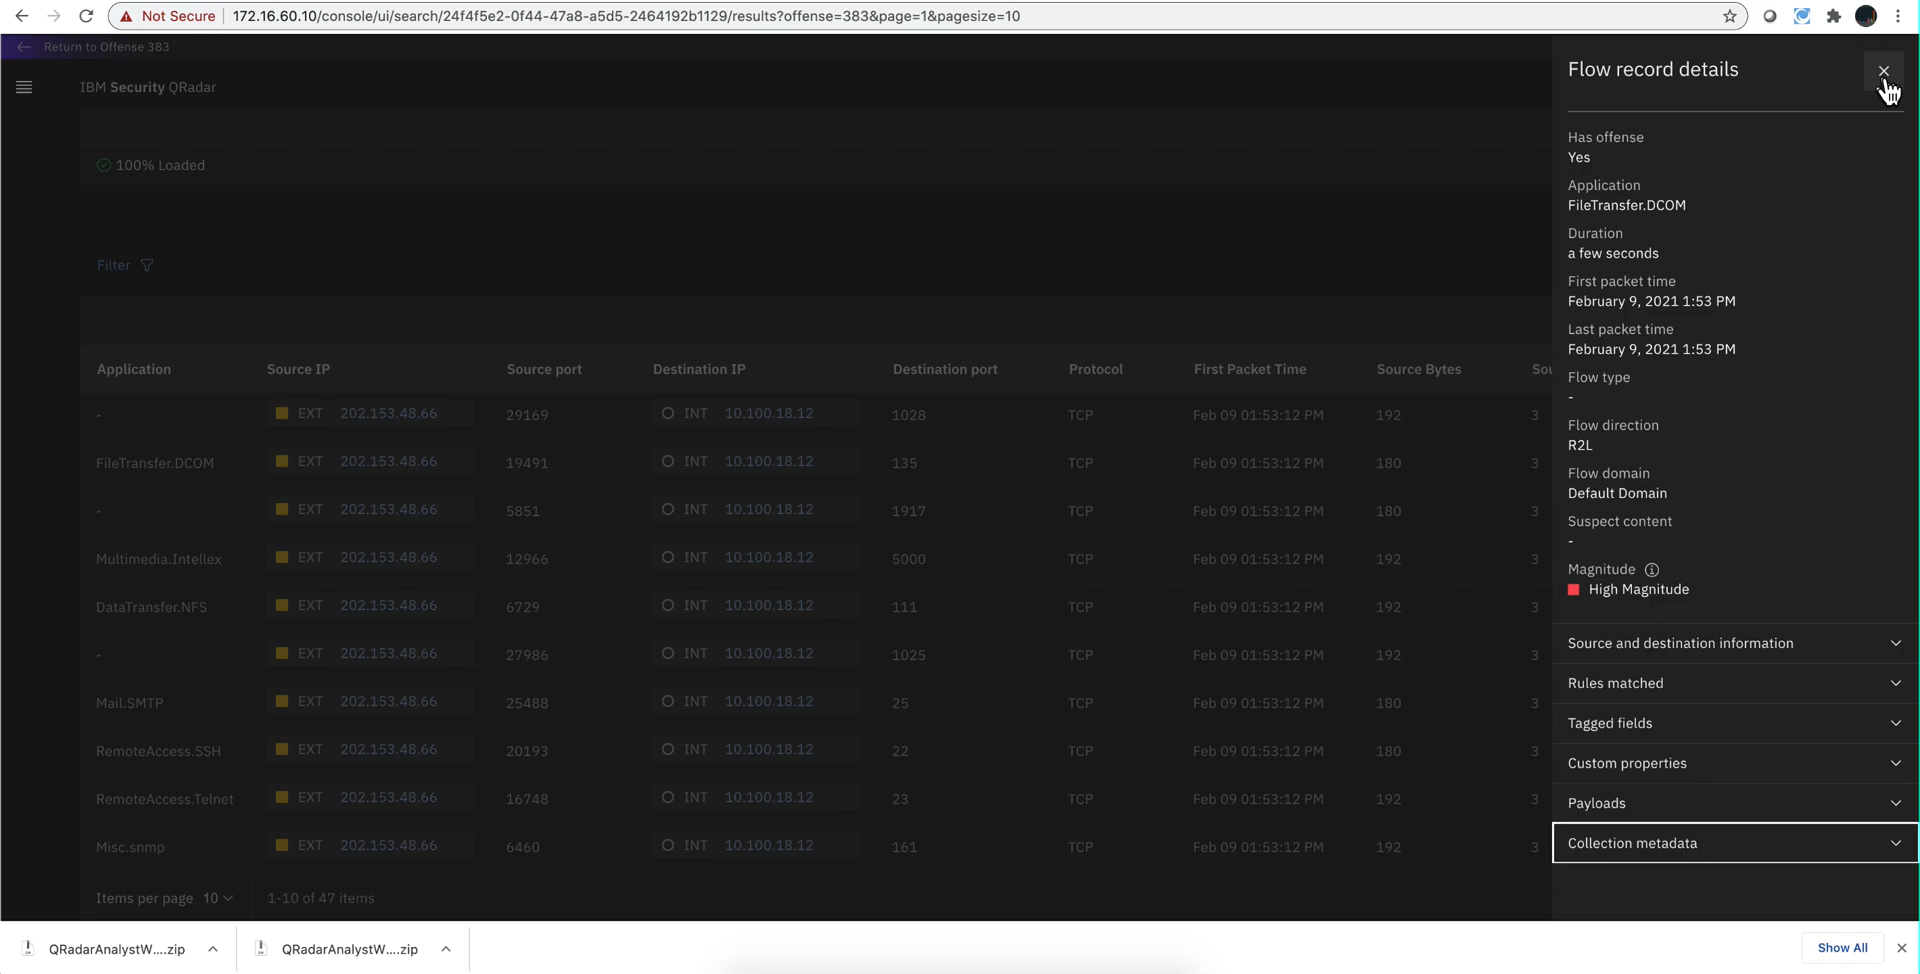 Not Secure 172.16.60.10/console/ui/search/24f4f5e2-0f44-47a8-a5d5-2464192b1129/results?offense=383&page=1&pagesize=10
Return to Offense 383
IBM Security QRadar
100% Loaded
Filter
Application Source IP Source port Destination IP Destination port Protocol First Packet Time Source Bytes Sou
- EXT 202.153.48.66 29169 INT 10.100.18.12 1028 TCP Feb 09 01:53:12 PM 192 3
FileTransfer.DCOM EXT 202.153.48.66 19491 INT 10.100.18.12 135 TCP Feb 09 01:53:12 PM 180 3
- EXT 202.153.48.66 5851 INT 10.100.18.12 1917 TCP Feb 09 01:53:12 PM 180 3
Multimedia.Intellex EXT 202.153.48.66 12966 INT 10.100.18.12 5000 TCP Feb 09 01:53:12 PM 192 3
DataTransfer.NFS EXT 202.153.48.66 6729 INT 10.100.18.12 111 TCP Feb 09 01:53:12 PM 192 3
- EXT 202.153.48.66 27986 INT 10.100.18.12 1025 TCP Feb 09 01:53:12 PM 192 3
Mail.SMTP EXT 202.153.48.66 25488 INT 10.100.18.12 25 TCP Feb 09 01:53:12 PM 180 3
RemoteAccess.SSH EXT 202.153.48.66 20193 INT 10.100.18.12 22 TCP Feb 09 01:53:12 PM 180 3
RemoteAccess.Telnet EXT 202.153.48.66 16748 INT 10.100.18.12 23 TCP Feb 09 01:53:12 PM 192 3
Misc.snmp EXT 202.153.48.66 6460 INT 10.100.18.12 161 TCP Feb 09 01:53:12 PM 192 3
Items per page 10 1-10 of 47 items
Flow record details
Has offense
Yes
Application
FileTransfer.DCOM
Duration
a few seconds
First packet time
February 9, 2021 1:53 PM
Last packet time
February 9, 2021 1:53 PM
Flow type
-
Flow direction
R2L
Flow domain
Default Domain
Suspect content
-
Magnitude
High Magnitude
Source and destination information
Rules matched
Tagged fields
Custom properties
Payloads
Collection metadata
QRadarAnalystW....zip QRadarAnalystW....zip Show All